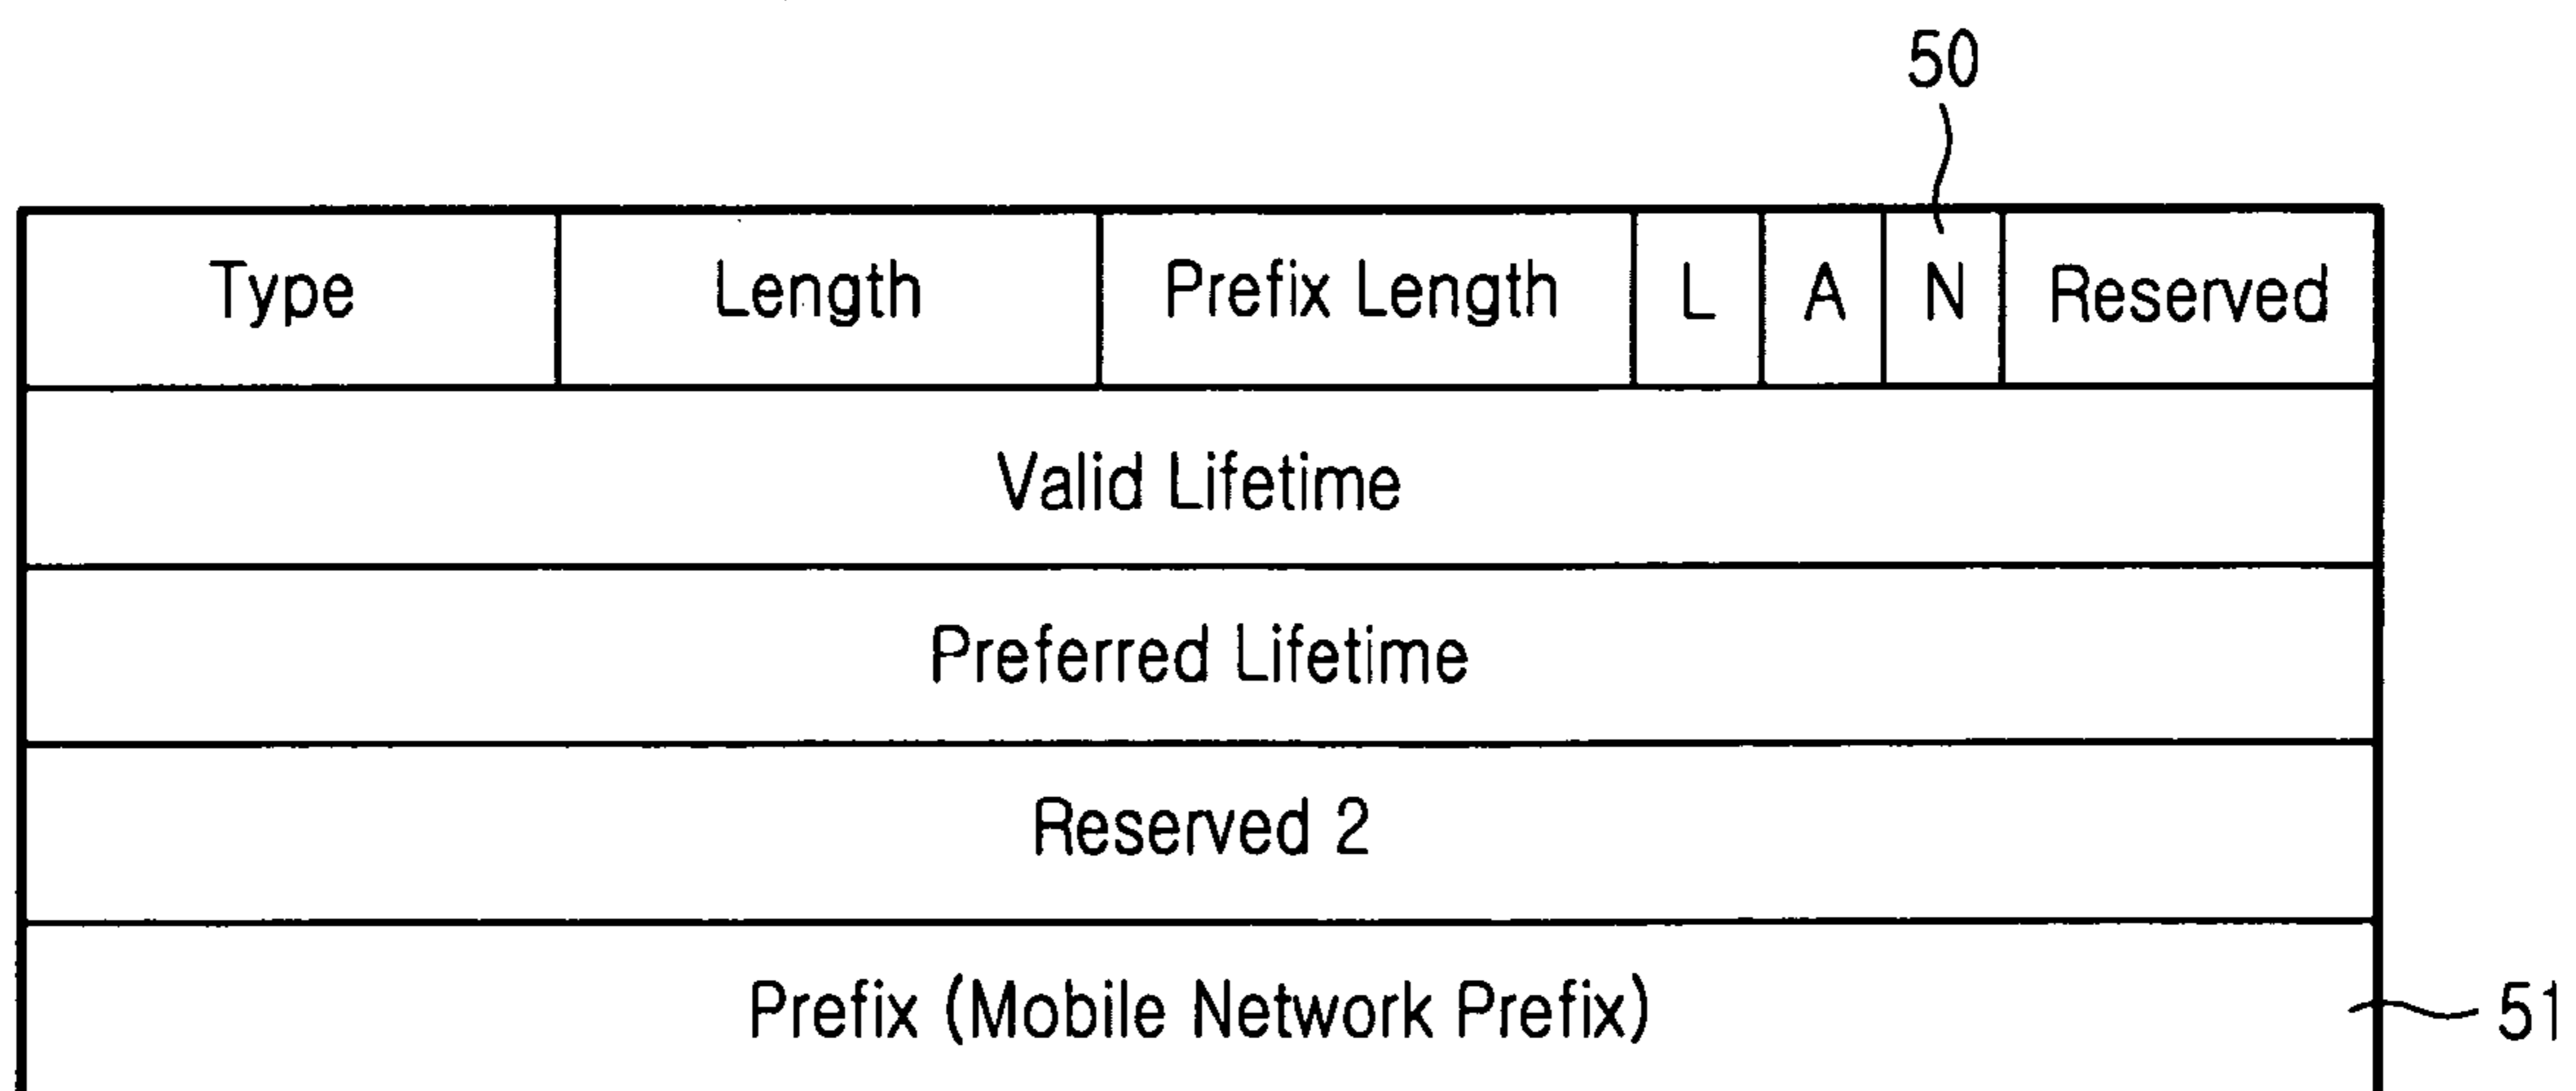 50
Type Length Prefix Length L A N Reserved
Valid Lifetime
Preferred Lifetime
Reserved 2
Prefix (Mobile Network Prefix) 51